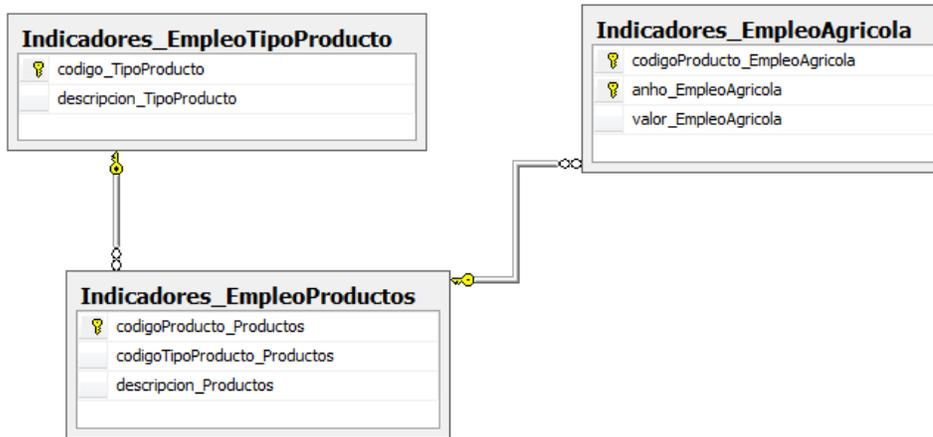 Indicadores_EmpleoTipoProducto
codigo_TipoProducto
descripcion_TipoProducto
Indicadores_EmpleoAgricola
codigoProducto_EmpleoAgricola
anho_EmpleoAgricola
valor_EmpleoAgricola
Indicadores_EmpleoProductos
codigoProducto_Productos
codigoTipoProducto_Productos
descripcion_Productos